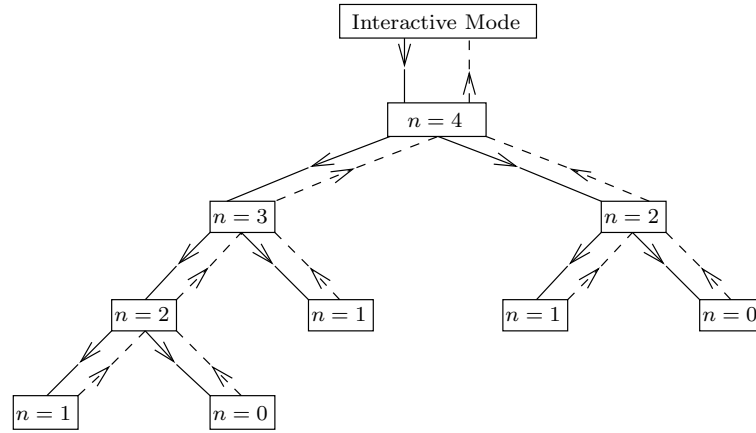 Interactive Mode
n = 4
n = 3
n = 2
n = 2
n = 1
n = 1
n = 0
n = 1
n = 0